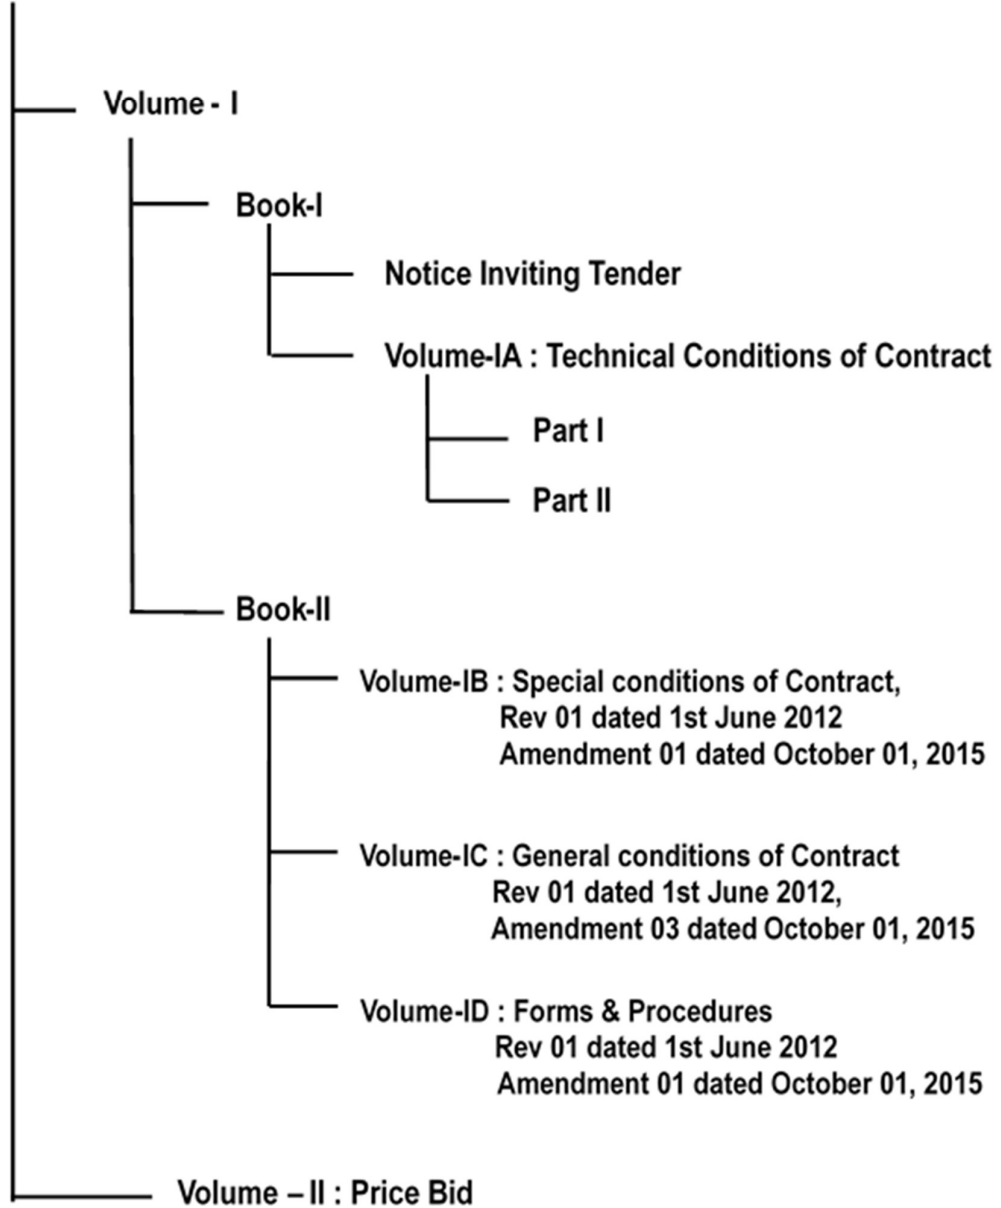 Volume - I
Book-I
Notice Inviting Tender
Volume-IA : Technical Conditions of Contract
Part I
Part II
Book-II
Volume-IB : Special conditions of Contract,
Rev 01 dated 1st June 2012
Amendment 01 dated October 01, 2015
Volume-IC : General conditions of Contract
Rev 01 dated 1st June 2012,
Amendment 03 dated October 01, 2015
Volume-ID : Forms & Procedures
Rev 01 dated 1st June 2012
Amendment 01 dated October 01, 2015
Volume – II : Price Bid